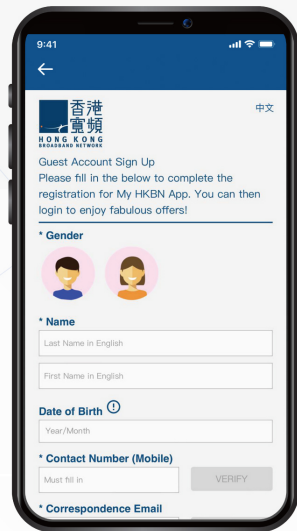 9:41
香港
寬頻
HONG KONG
BROADBAND NETWORK
中文
Guest Account Sign Up
Please fill in the below to complete the
registration for My HKBN App. You can then
login to enjoy fabulous offers!
* Gender
* Name
Last Name in English
First Name in English
Date of Birth
Year/Month
* Contact Number (Mobile)
Must fill in
VERIFY
* Correspondence Email